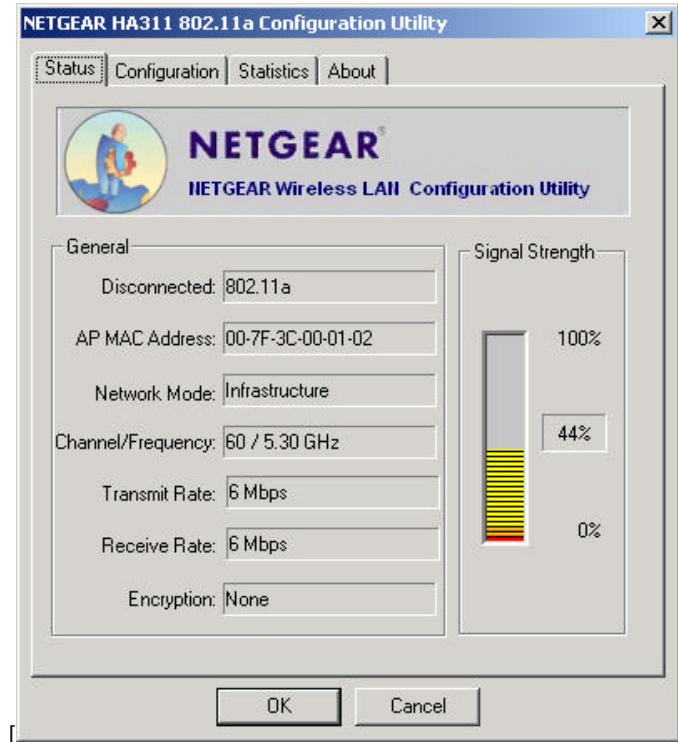 NETGEAR HA311 802.11a Configuration Utility
Status Configuration Statistics About
NETGEAR®
NETGEAR Wireless LAN Configuration Utility
General
Disconnected: 802.11a
AP MAC Address: 00-7F-3C-00-01-02
Network Mode: Infrastructure
Channel/Frequency: 60 / 5.30 GHz
Transmit Rate: 6 Mbps
Receive Rate: 6 Mbps
Encryption: None
Signal Strength
100%
44%
0%
OK Cancel
[